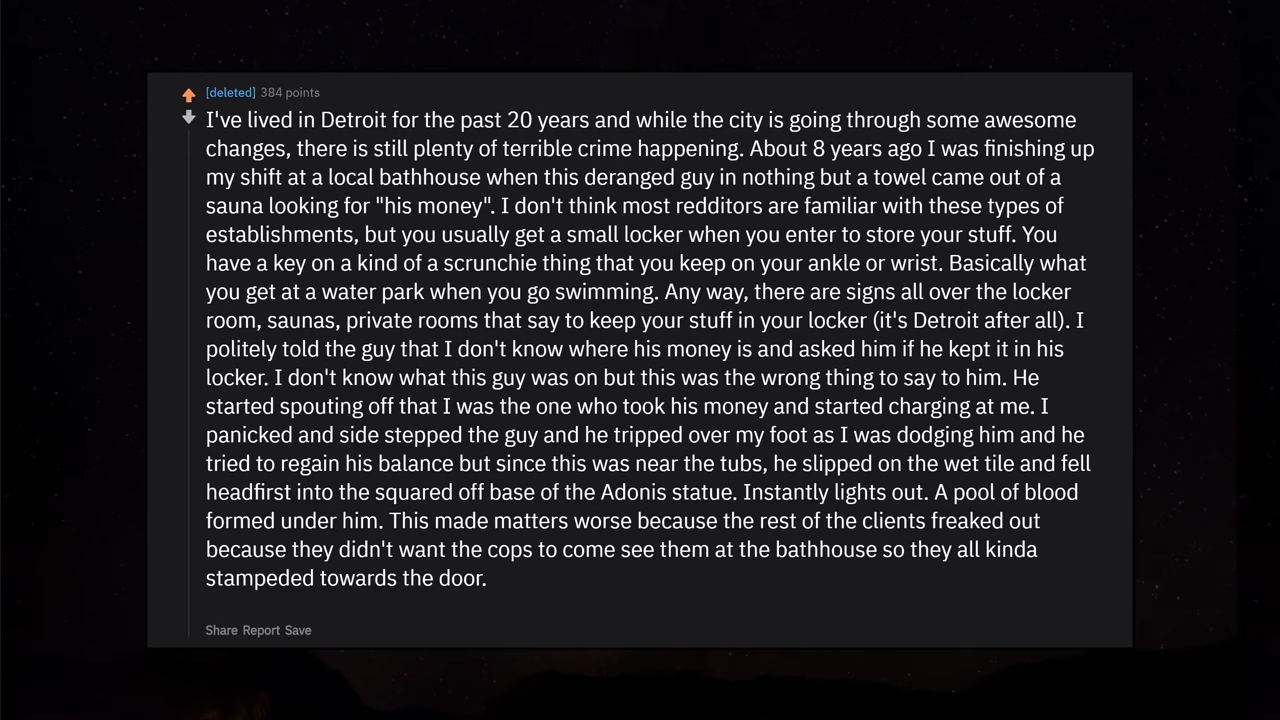 [deleted] 384 points
I've lived in Detroit for the past 20 years and while the city is going through some awesome
changes, there is still plenty of terrible crime happening. About 8 years ago I was finishing up
my shift at a local bathhouse when this deranged guy in nothing but a towel came out of a
sauna looking for "his money". I don't think most redditors are familiar with these types of
establishments, but you usually get a small locker when you enter to store your stuff. You
have a key on a kind of a scrunchie thing that you keep on your ankle or wrist. Basically what
you get at a water park when you go swimming. Any way, there are signs all over the locker
room, saunas, private rooms that say to keep your stuff in your locker (it's Detroit after all). I
politely told the guy that I don't know where his money is and asked him if he kept it in his
locker. I don't know what this guy was on but this was the wrong thing to say to him. He
started spouting off that I was the one who took his money and started charging at me. I
panicked and side stepped the guy and he tripped over my foot as I was dodging him and he
tried to regain his balance but since this was near the tubs, he slipped on the wet tile and fell
headfirst into the squared off base of the Adonis statue. Instantly lights out. A pool of blood
formed under him. This made matters worse because the rest of the clients freaked out
because they didn't want the cops to come see them at the bathhouse so they all kinda
stampeded towards the door.
Share Report Save